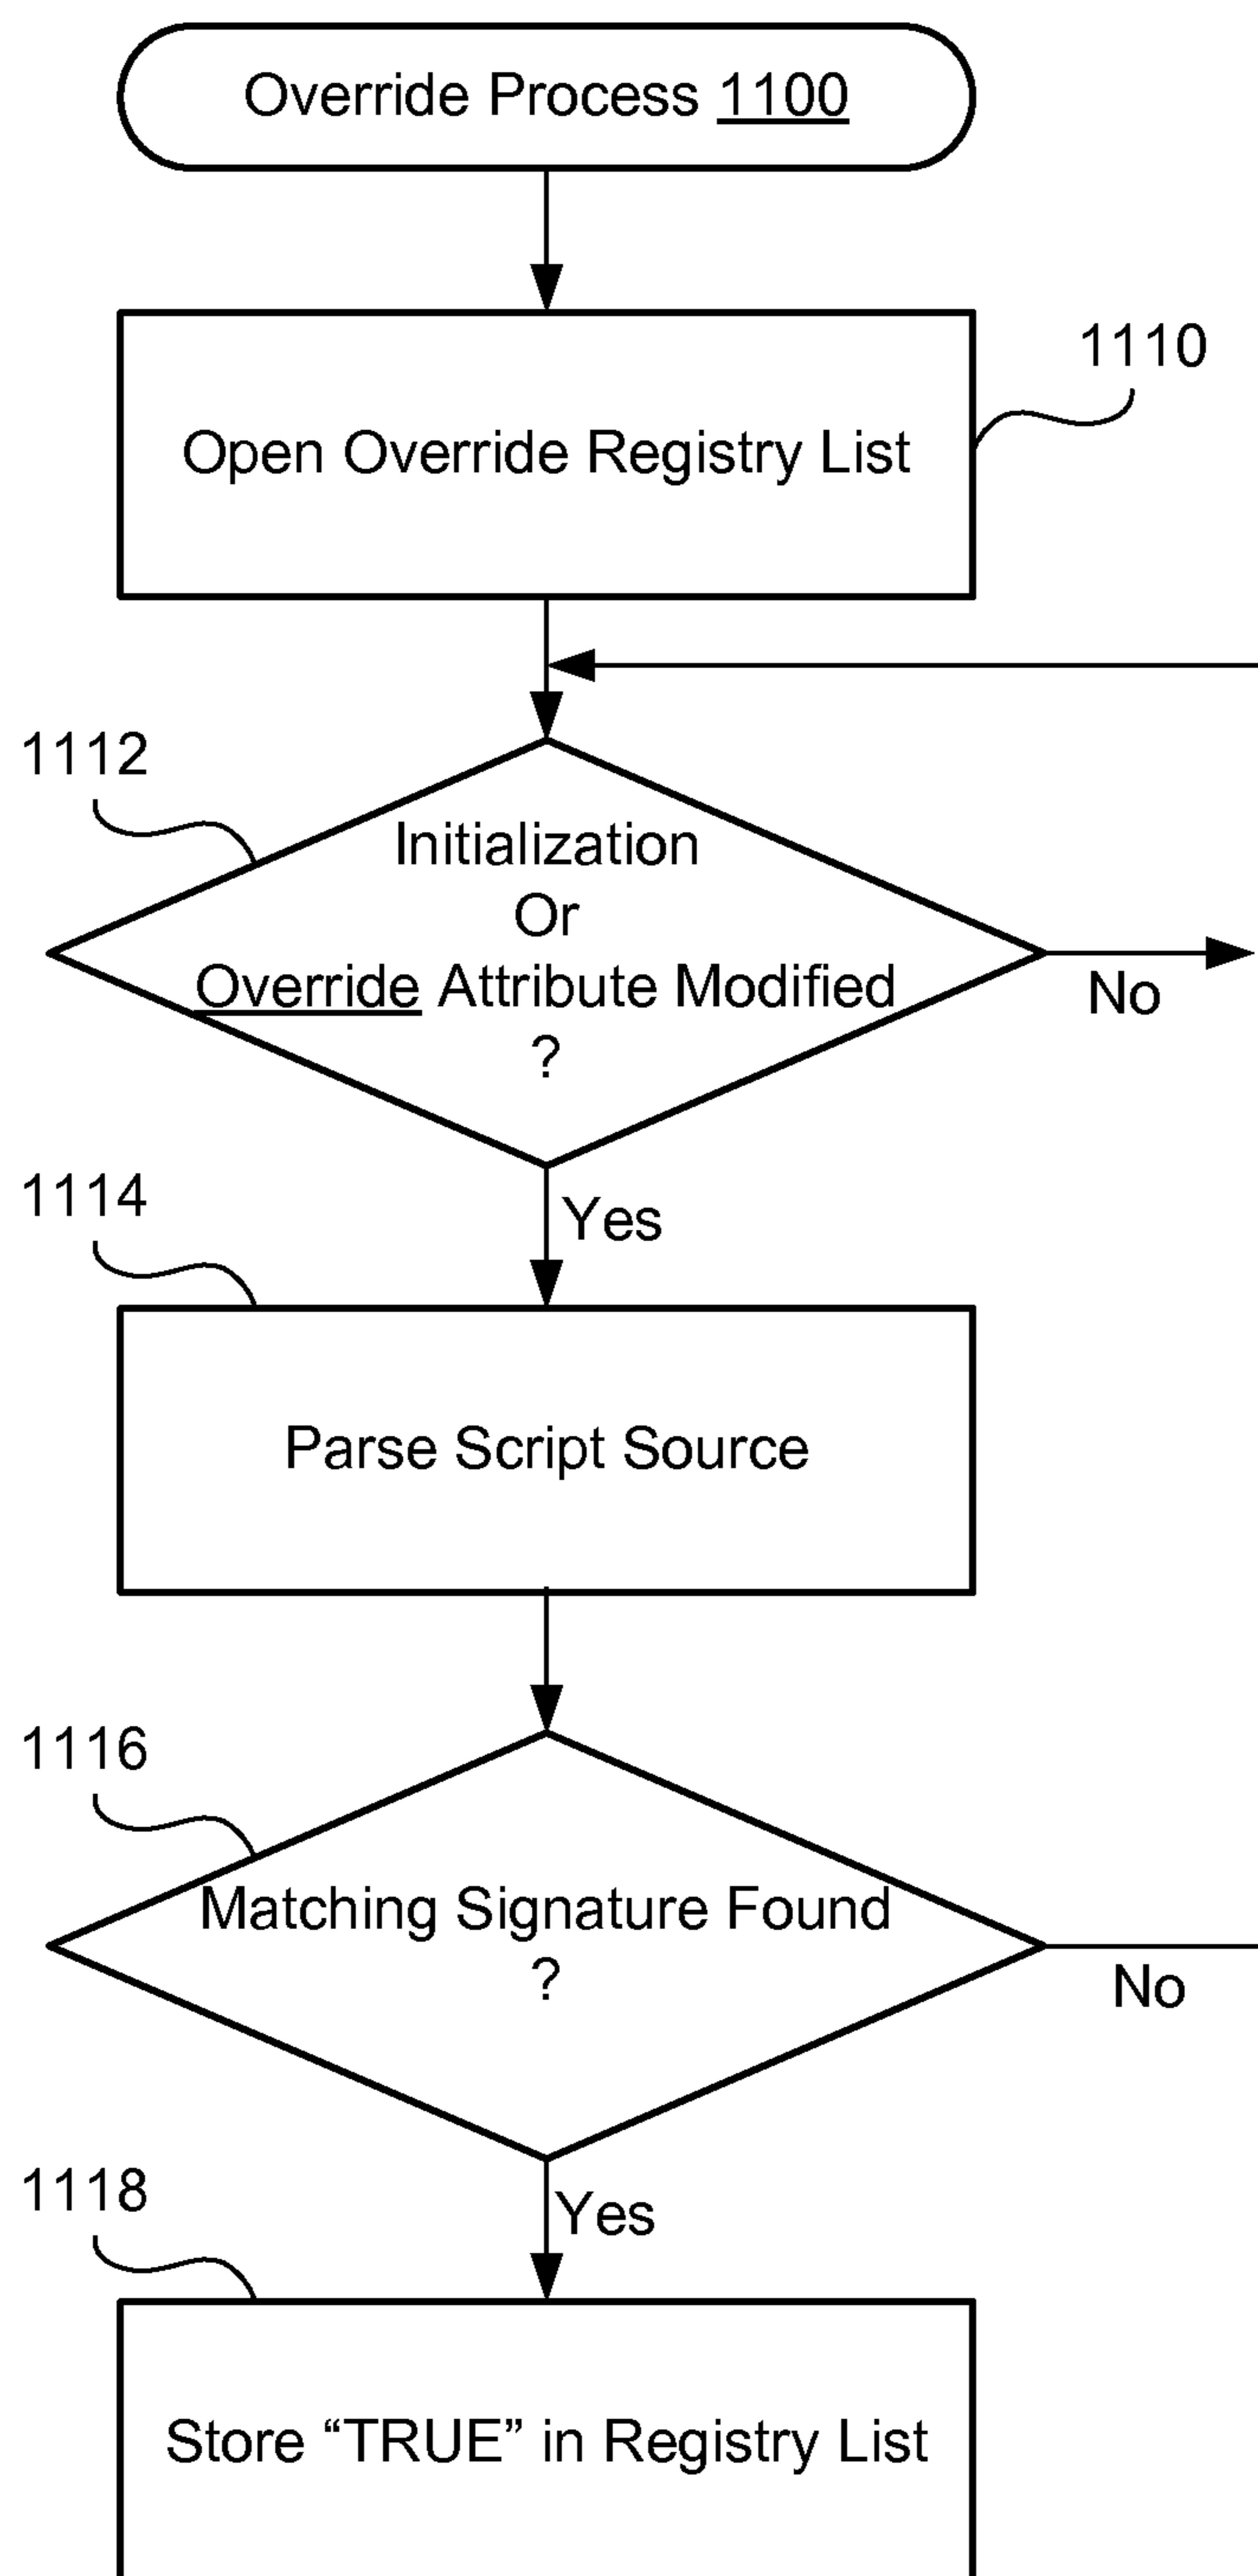 Override Process 1100
1110
Open Override Registry List
1112
Initialization
Or
Override Attribute Modified
?
No
Yes
1114
Parse Script Source
1116
Matching Signature Found
?
No
Yes
1118
Store “TRUE” in Registry List